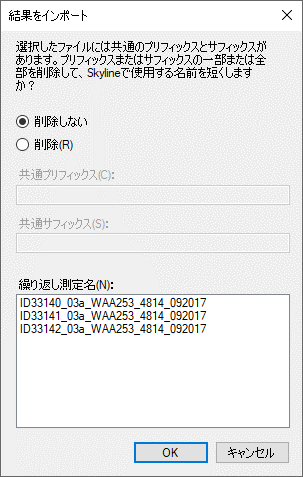 結果をインポート
選択したファイルには共通のプリフィックスとサフィックスが
あります。プリフィックスまたはサフィックスの一部または全
部を削除して、Skylineで使用する名前を短くします
か？
削除しない
削除(R)
共通プリフィックス(C):
共通サフィックス(S):
繰り返し測定名(N):
ID33140_03a_WAA253_4814_092017
ID33141_03a_WAA253_4814_092017
ID33142_03a_WAA253_4814_092017
OK
キャンセル